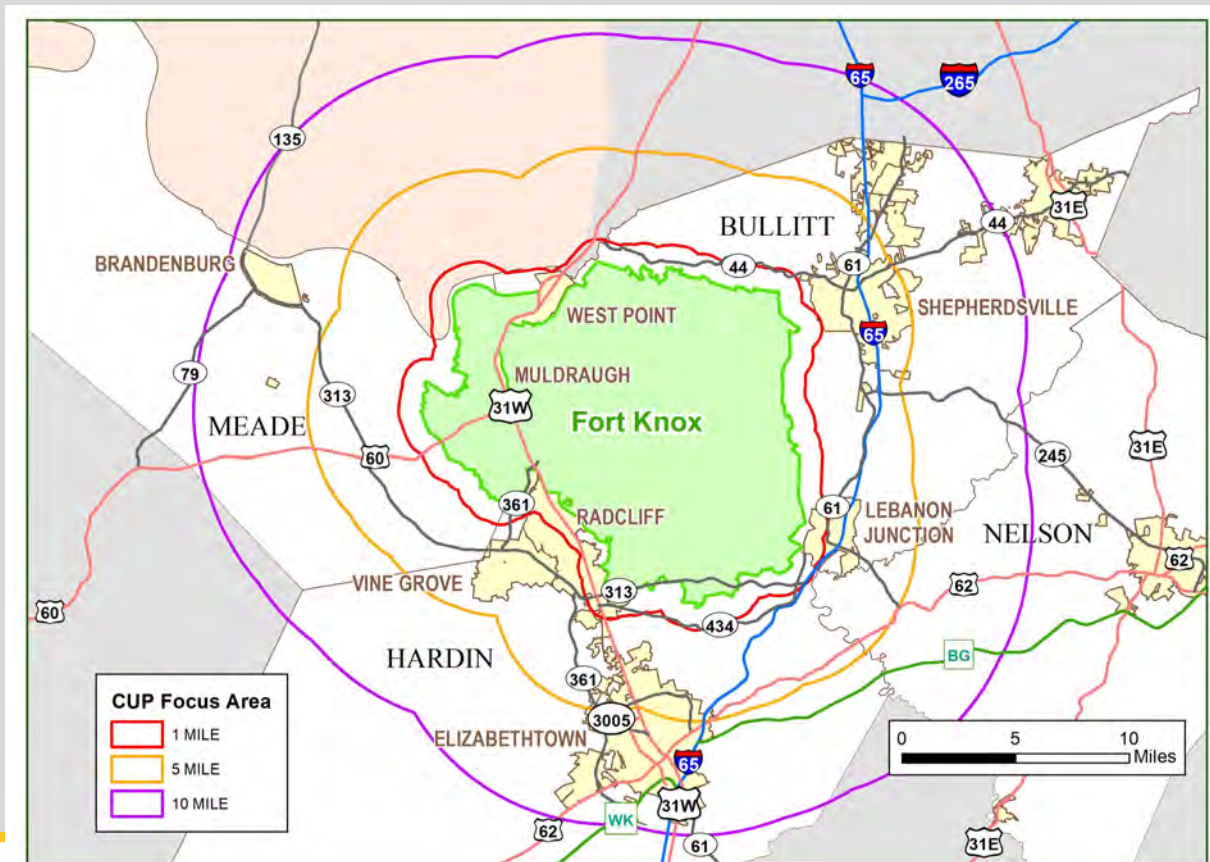 65
265
135
BULLITT
31E
44
BRANDENBURG
44
61
WEST POINT
SHEPHERDSVILLE
65
79
MULDRAUGH
313
31W
MEADE
Fort Knox
31E
60
245
361
61
RADCLIFF
LEBANON
JUNCTION
NELSON
62
VINE GROVE
313
62
60
434
HARDIN
BG
361
CUP Focus Area
1 MILE
5 MILE
10 MILE
3005
ELIZABETHTOWN
0 5 10
Miles
65
31W
WK
62
61
31E